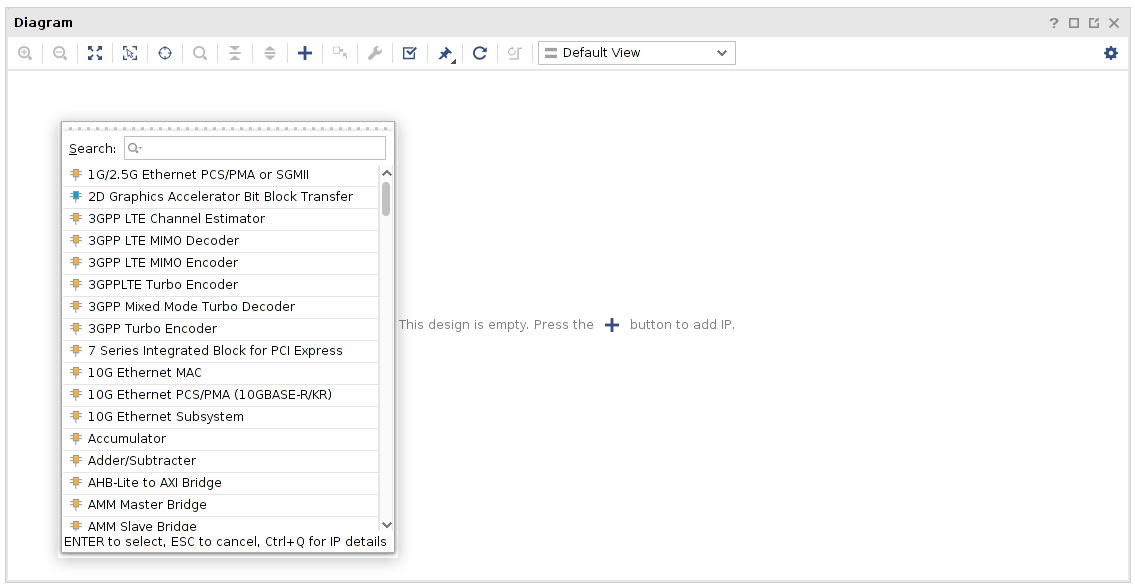 Diagram
Default View
Search:
1G/2.5G Ethernet PCS/PMA or SGMII
2D Graphics Accelerator Bit Block Transfer
3GPP LTE Channel Estimator
3GPP LTE MIMO Decoder
3GPP LTE MIMO Encoder
3GPPLTE Turbo Encoder
3GPP Mixed Mode Turbo Decoder
3GPP Turbo Encoder
7 Series Integrated Block for PCI Express
10G Ethernet MAC
10G Ethernet PCS/PMA (10GBASE-R/KR)
10G Ethernet Subsystem
Accumulator
Adder/Subtracter
AHB-Lite to AXI Bridge
AMM Master Bridge
AMM Slave Bridge
ENTER to select, ESC to cancel, Ctrl+Q for IP details
This design is empty. Press the + button to add IP.